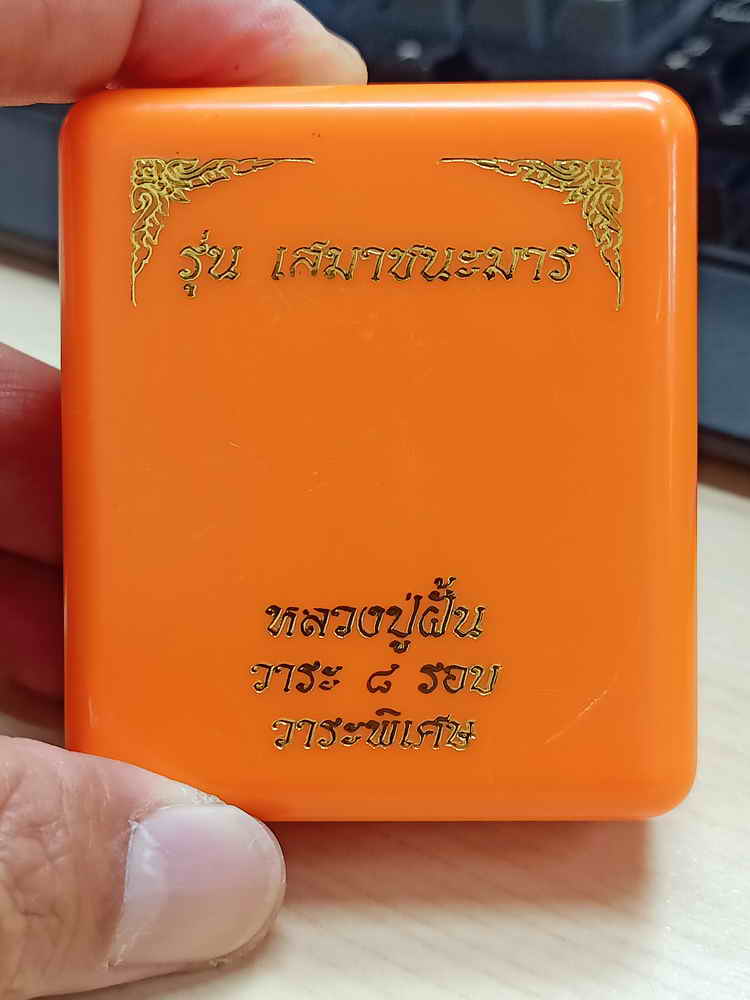 รุ่น เสมาชนะมาร
หลวงปู่ฝั้น
วาระ ๘ รอบ
วาระพิเศษ